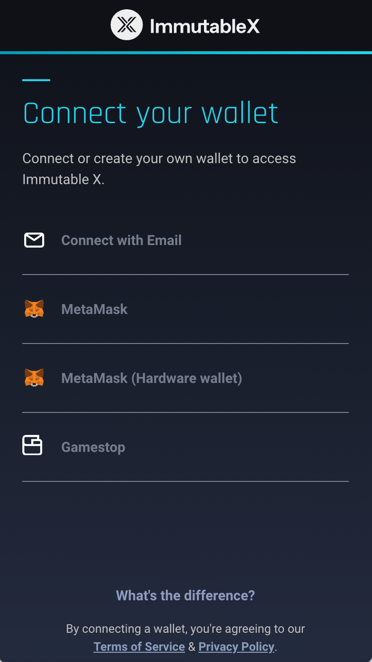 ImmutableX
Connect your wallet
Connect or create your own wallet to access
Immutable X.
Connect with Email
MetaMask
MetaMask (Hardware wallet)
Gamestop
What's the difference?
By connecting a wallet, you're agreeing to our
Terms of Service & Privacy Policy.